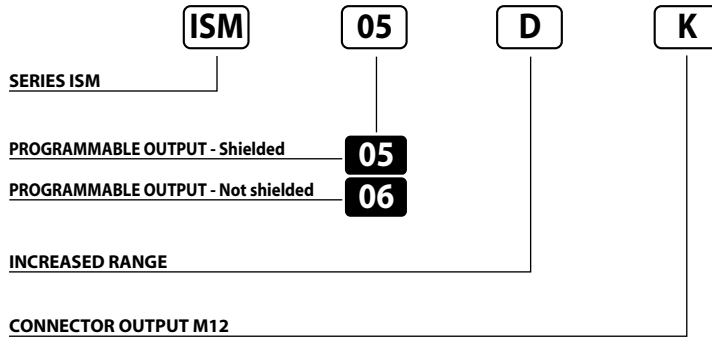 ISM 05 D K
SERIES ISM
PROGRAMMABLE OUTPUT - Shielded 05
PROGRAMMABLE OUTPUT - Not shielded 06
INCREASED RANGE
CONNECTOR OUTPUT M12